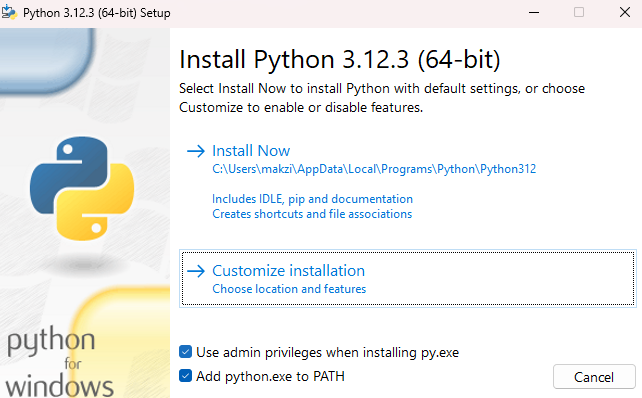 Python 3.12.3 (64-bit) Setup
Install Python 3.12.3 (64-bit)
Select Install Now to install Python with default settings, or choose
Customize to enable or disable features.
Install Now
C:\Users\makzi\AppData\Local\Programs\Python\Python312
Includes IDLE, pip and documentation
Creates shortcuts and file associations
Customize installation
Choose location and features
python
for
windows
Use admin privileges when installing py.exe
Add python.exe to PATH
Cancel